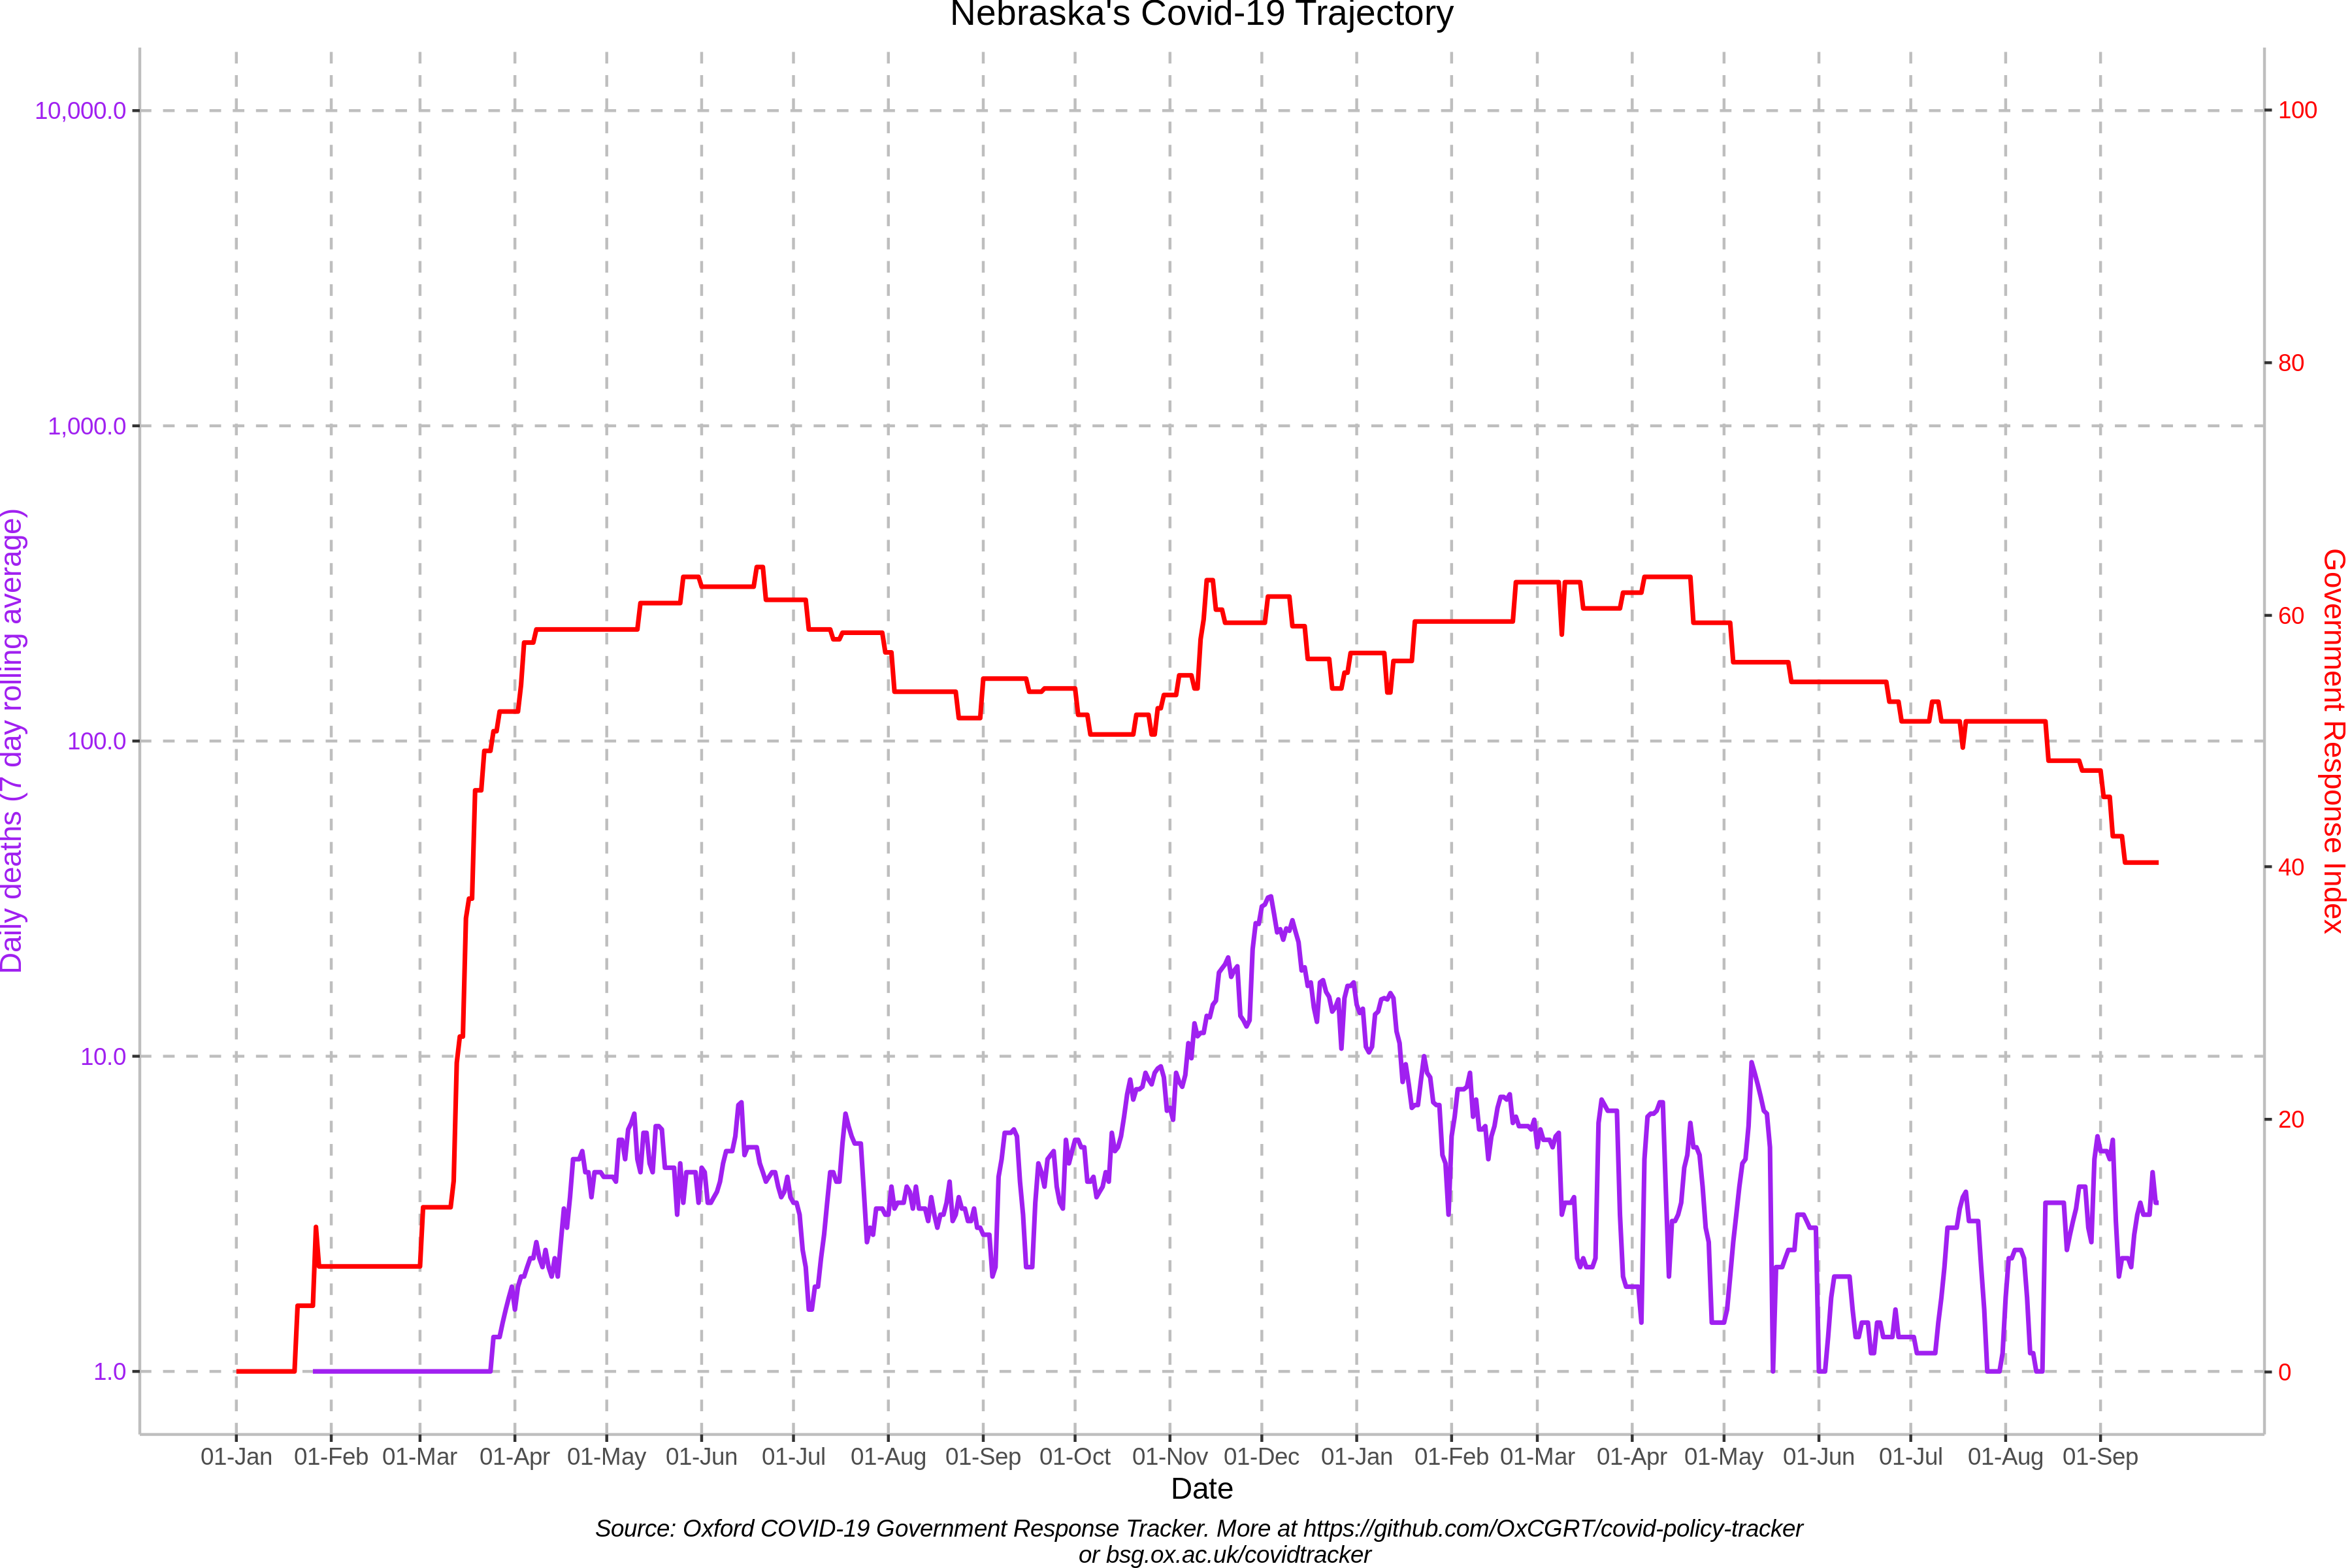 Nebraska's Covid-19 Trajectory
10,000.0
1,000.0
100.0
10.0
1.0
Daily deaths (7 day rolling average)
100
80
60
40
20
0
Government Response Index
01-Jan 01-Feb 01-Mar 01-Apr 01-May 01-Jun 01-Jul 01-Aug 01-Sep 01-Oct 01-Nov 01-Dec 01-Jan 01-Feb 01-Mar 01-Apr 01-May 01-Jun 01-Jul 01-Aug 01-Sep
Date
Source: Oxford COVID-19 Government Response Tracker. More at https://github.com/OxCGRT/covid-policy-tracker
or bsg.ox.ac.uk/covidtracker